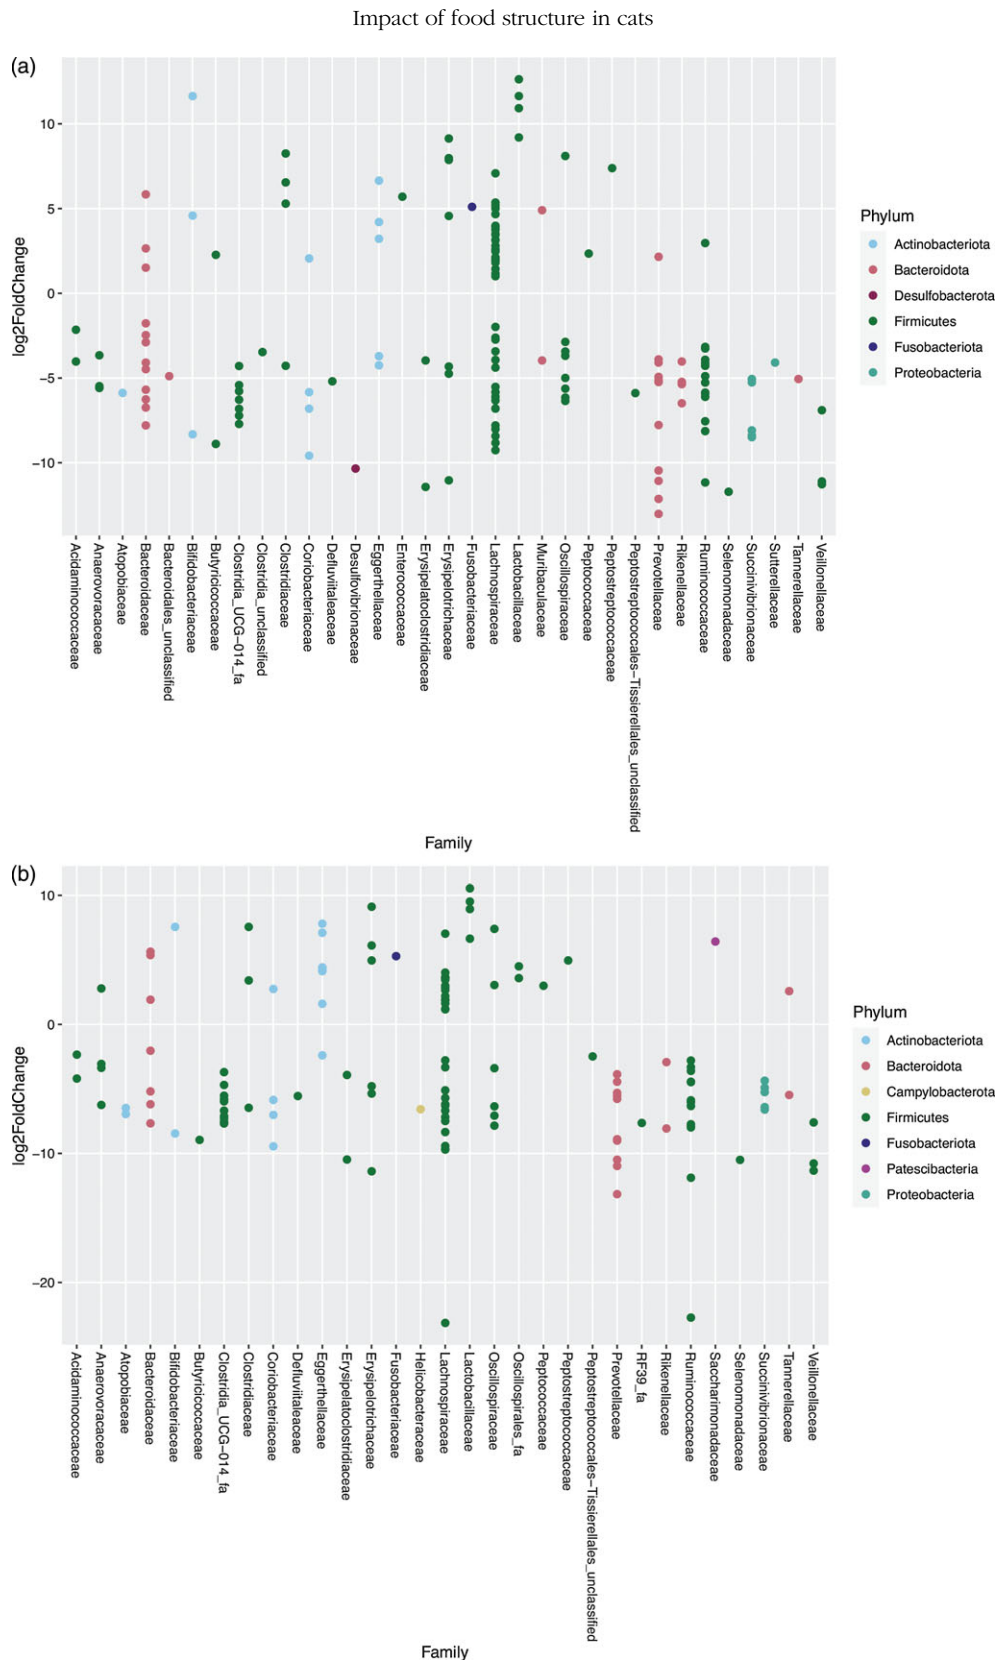 Impact of food structure in cats
(a)
log2FoldChange
10
5
0
−5
−10
Acidaminococcaceae
Anaerovoracaceae
Atopobiaceae
Bacteroidaceae
Bacteroidales_unclassified
Bifidobacteriaceae
Butyricicoccaceae
Clostridia_UCG−014_fa
Clostridia_unclassified
Clostridiaceae
Coriobacteriaceae
Defluviitaleaceae
Desulfovibrionaceae
Eggerthellaceae
Enterococcaceae
Erysipelatoclostridiaceae
Erysipelotrichaceae
Fusobacteriaceae
Lachnospiraceae
Lactobacillaceae
Muribaculaceae
Oscillospiraceae
Peptococcaceae
Peptostreptococcaceae
Peptostreptococcales−Tissierellales_unclassified
Prevotellaceae
Rikenellaceae
Ruminococcaceae
Selenomonadaceae
Succinivibrionaceae
Sutterellaceae
Tannerellaceae
Veillonellaceae
Family
Phylum
Actinobacteriota
Bacteroidota
Desulfobacterota
Firmicutes
Fusobacteriota
Proteobacteria
(b)
log2FoldChange
10
0
−10
−20
Acidaminococcaceae
Anaerovoracaceae
Atopobiaceae
Bacteroidaceae
Bifidobacteriaceae
Butyricicoccaceae
Clostridia_UCG−014_fa
Clostridiaceae
Coriobacteriaceae
Defluviitaleaceae
Eggerthellaceae
Erysipelatoclostridiaceae
Erysipelotrichaceae
Fusobacteriaceae
Helicobacteraceae
Lachnospiraceae
Lactobacillaceae
Oscillospiraceae
Oscillospirales_fa
Peptococcaceae
Peptostreptococcaceae
Peptostreptococcales−Tissierellales_unclassified
Prevotellaceae
RF39_fa
Rikenellaceae
Ruminococcaceae
Saccharimonadaceae
Selenomonadaceae
Succinivibrionaceae
Tannerellaceae
Veillonellaceae
Family
Phylum
Actinobacteriota
Bacteroidota
Campylobacterota
Firmicutes
Fusobacteriota
Patescibacteria
Proteobacteria